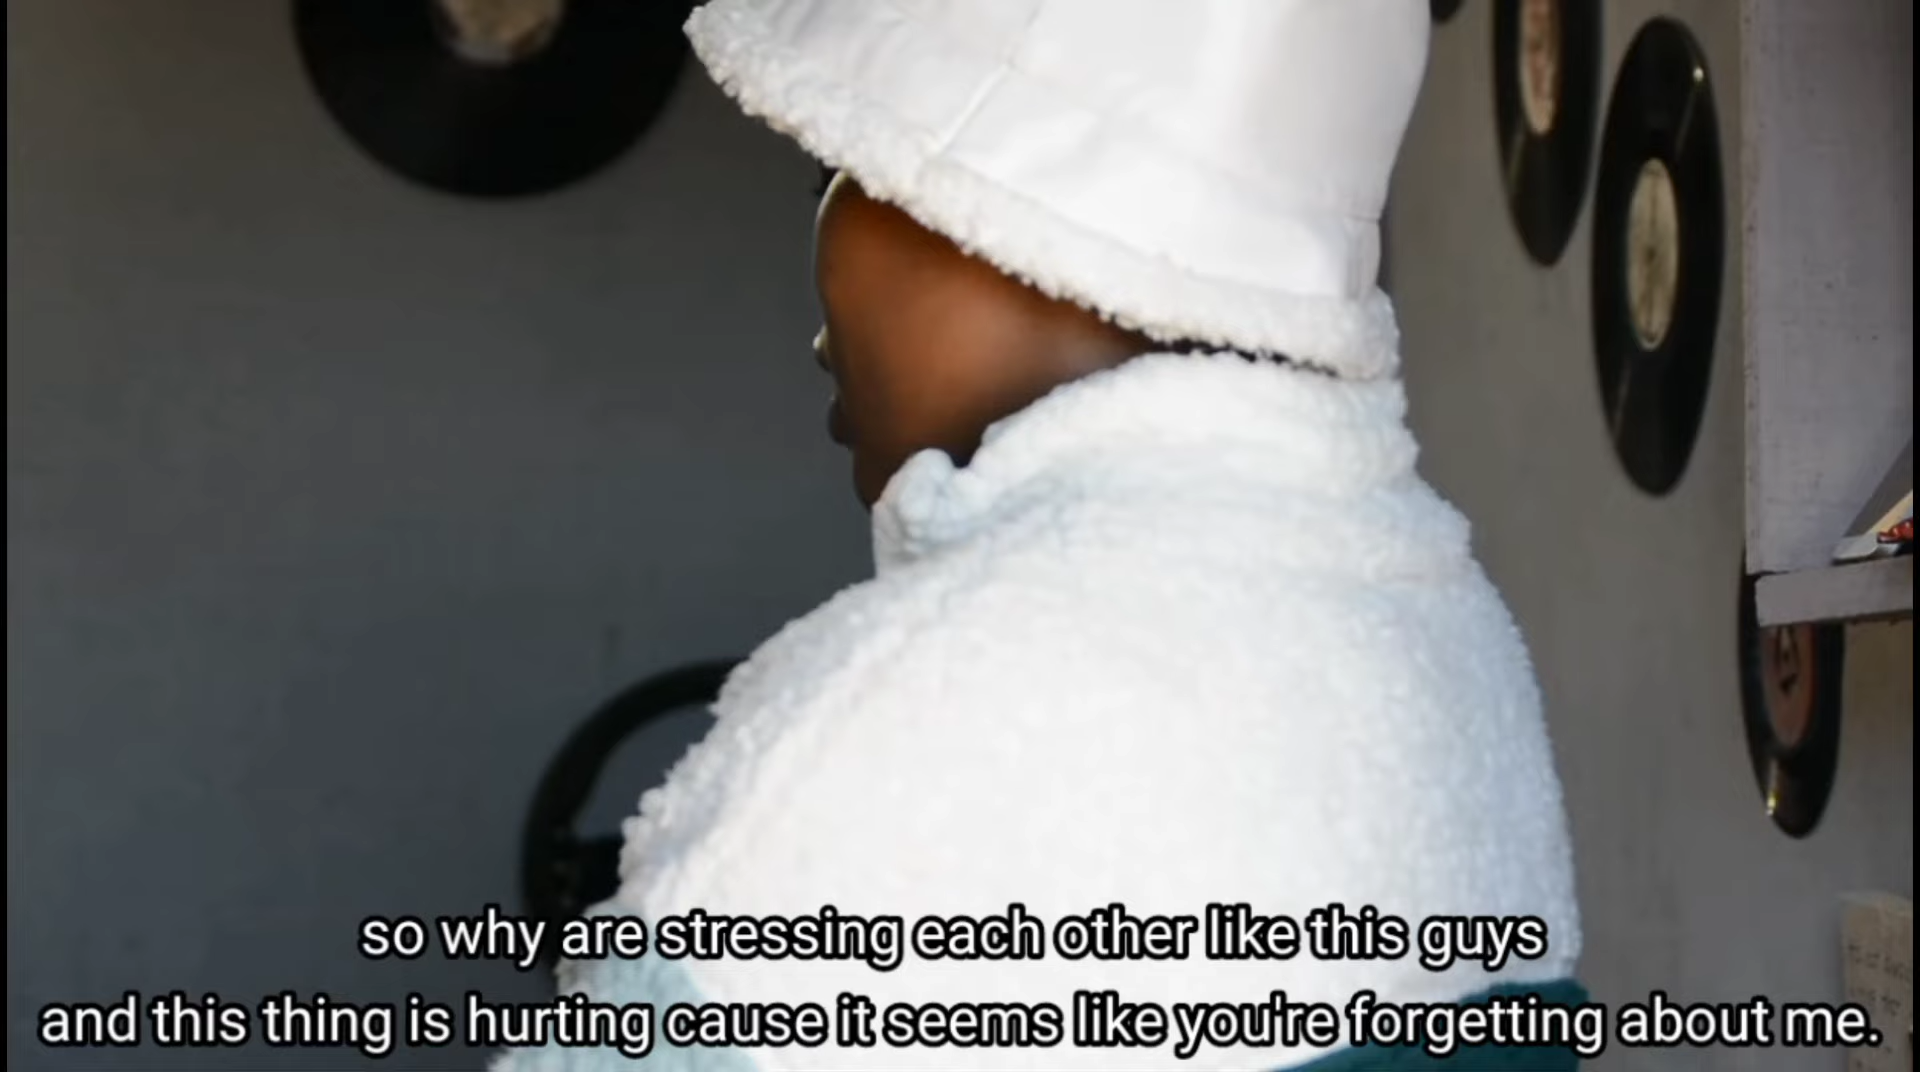 so why are stressing each other like this guys
and this thing is hurting cause it seems like you're forgetting about me.